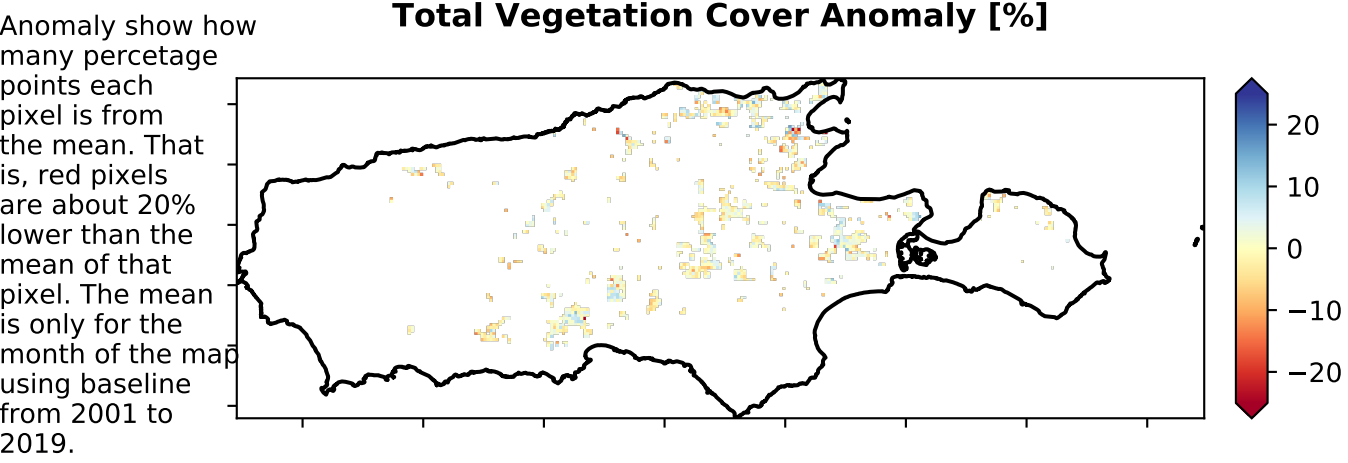 Total Vegetation Cover Anomaly [%]
Anomaly show how
many percetage
points each
pixel is from
the mean. That
is, red pixels
are about 20%
lower than the
mean of that
pixel. The mean
is only for the
month of the map
using baseline
from 2001 to
2019.
20
10
0
−10
−20